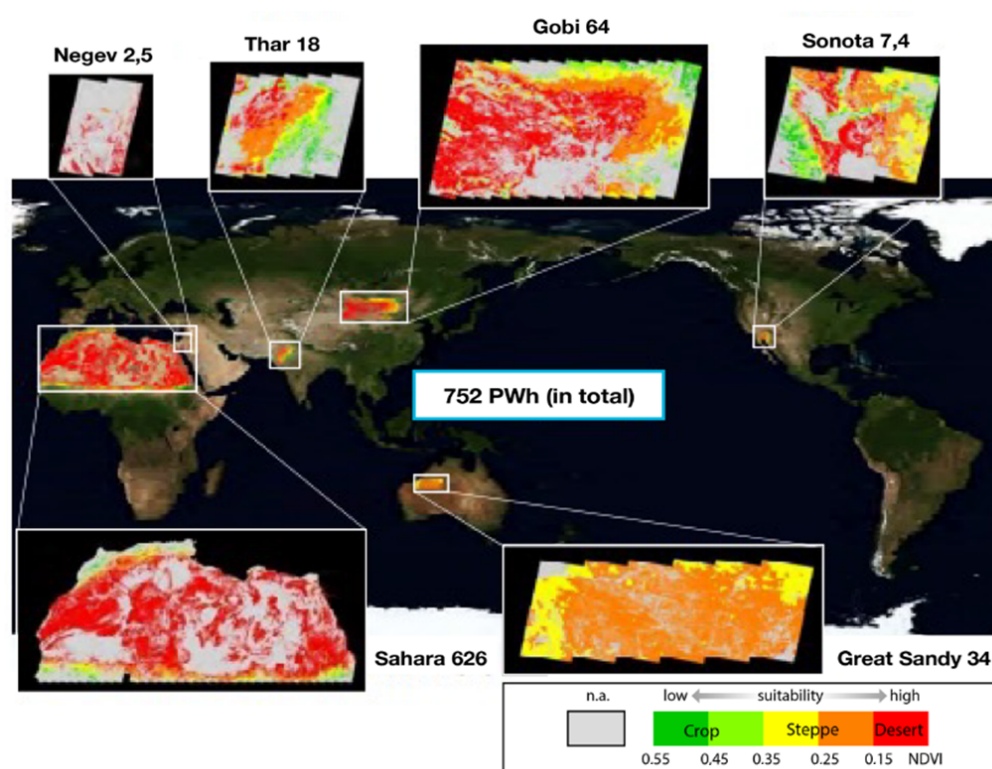 Negev 2,5
Thar 18
Gobi 64
Sonota 7,4
752 PWh (in total)
Sahara 626
Great Sandy 34
n.a.
low suitability high
Crop Steppe Desert
0.55 0.45 0.35 0.25 0.15 NDVI